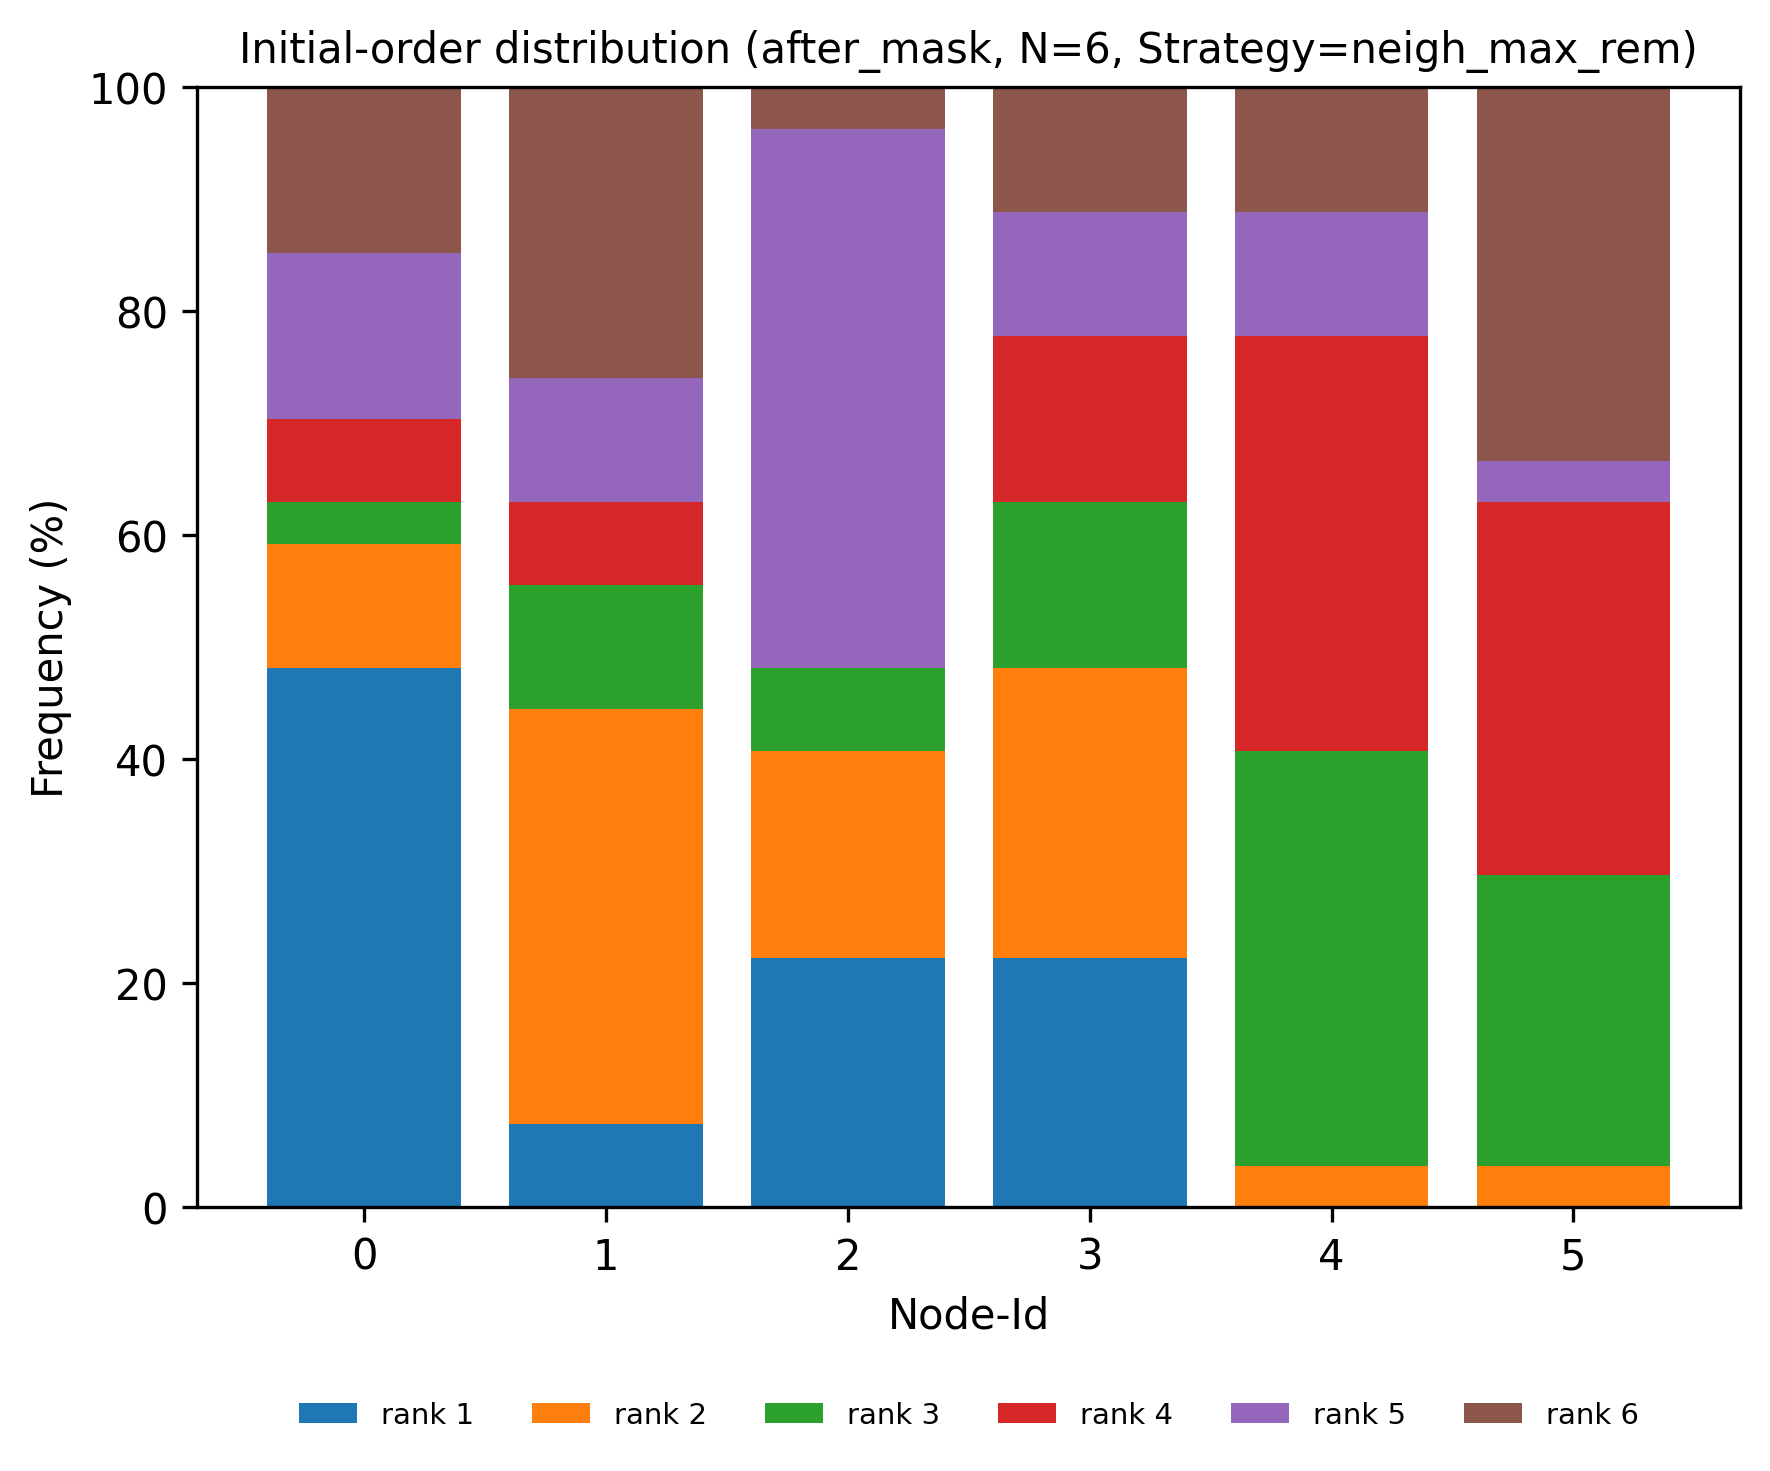 Initial-order distribution (after_mask, N=6, Strategy=neigh_max_rem)
100
80
60
40
20
0
Frequency (%)
0 1 2 3 4 5
Node-Id
rank 1 rank 2 rank 3 rank 4 rank 5 rank 6